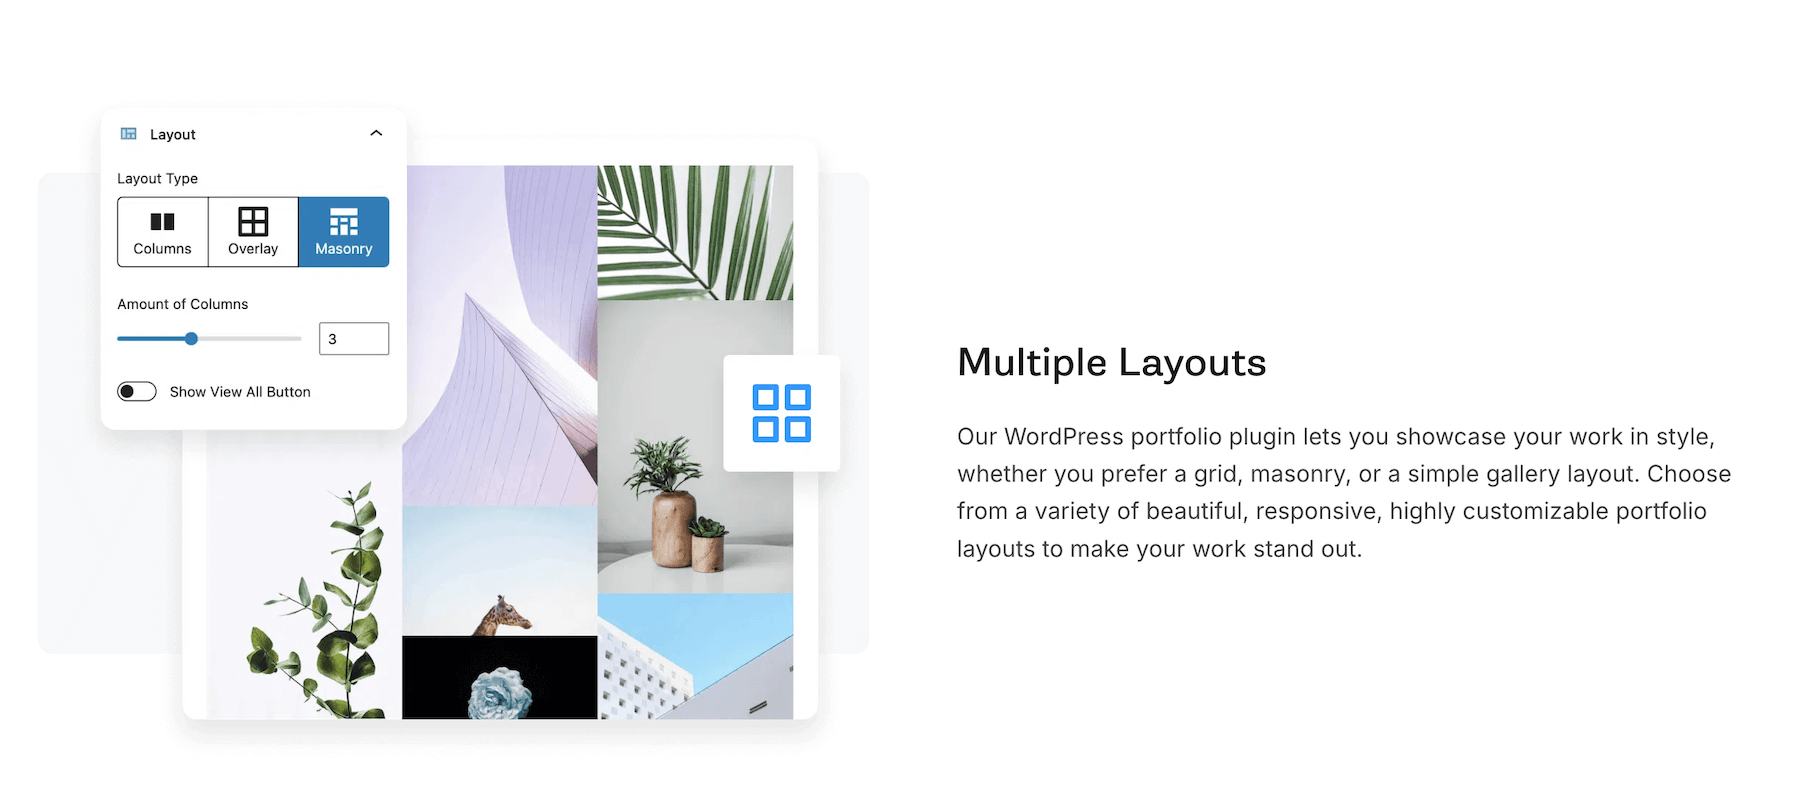 Layout
Layout Type
Columns
Overlay
Masonry
Amount of Columns
3
Show View All Button
Multiple Layouts
Our WordPress portfolio plugin lets you showcase your work in style,
whether you prefer a grid, masonry, or a simple gallery layout. Choose
from a variety of beautiful, responsive, highly customizable portfolio
layouts to make your work stand out.